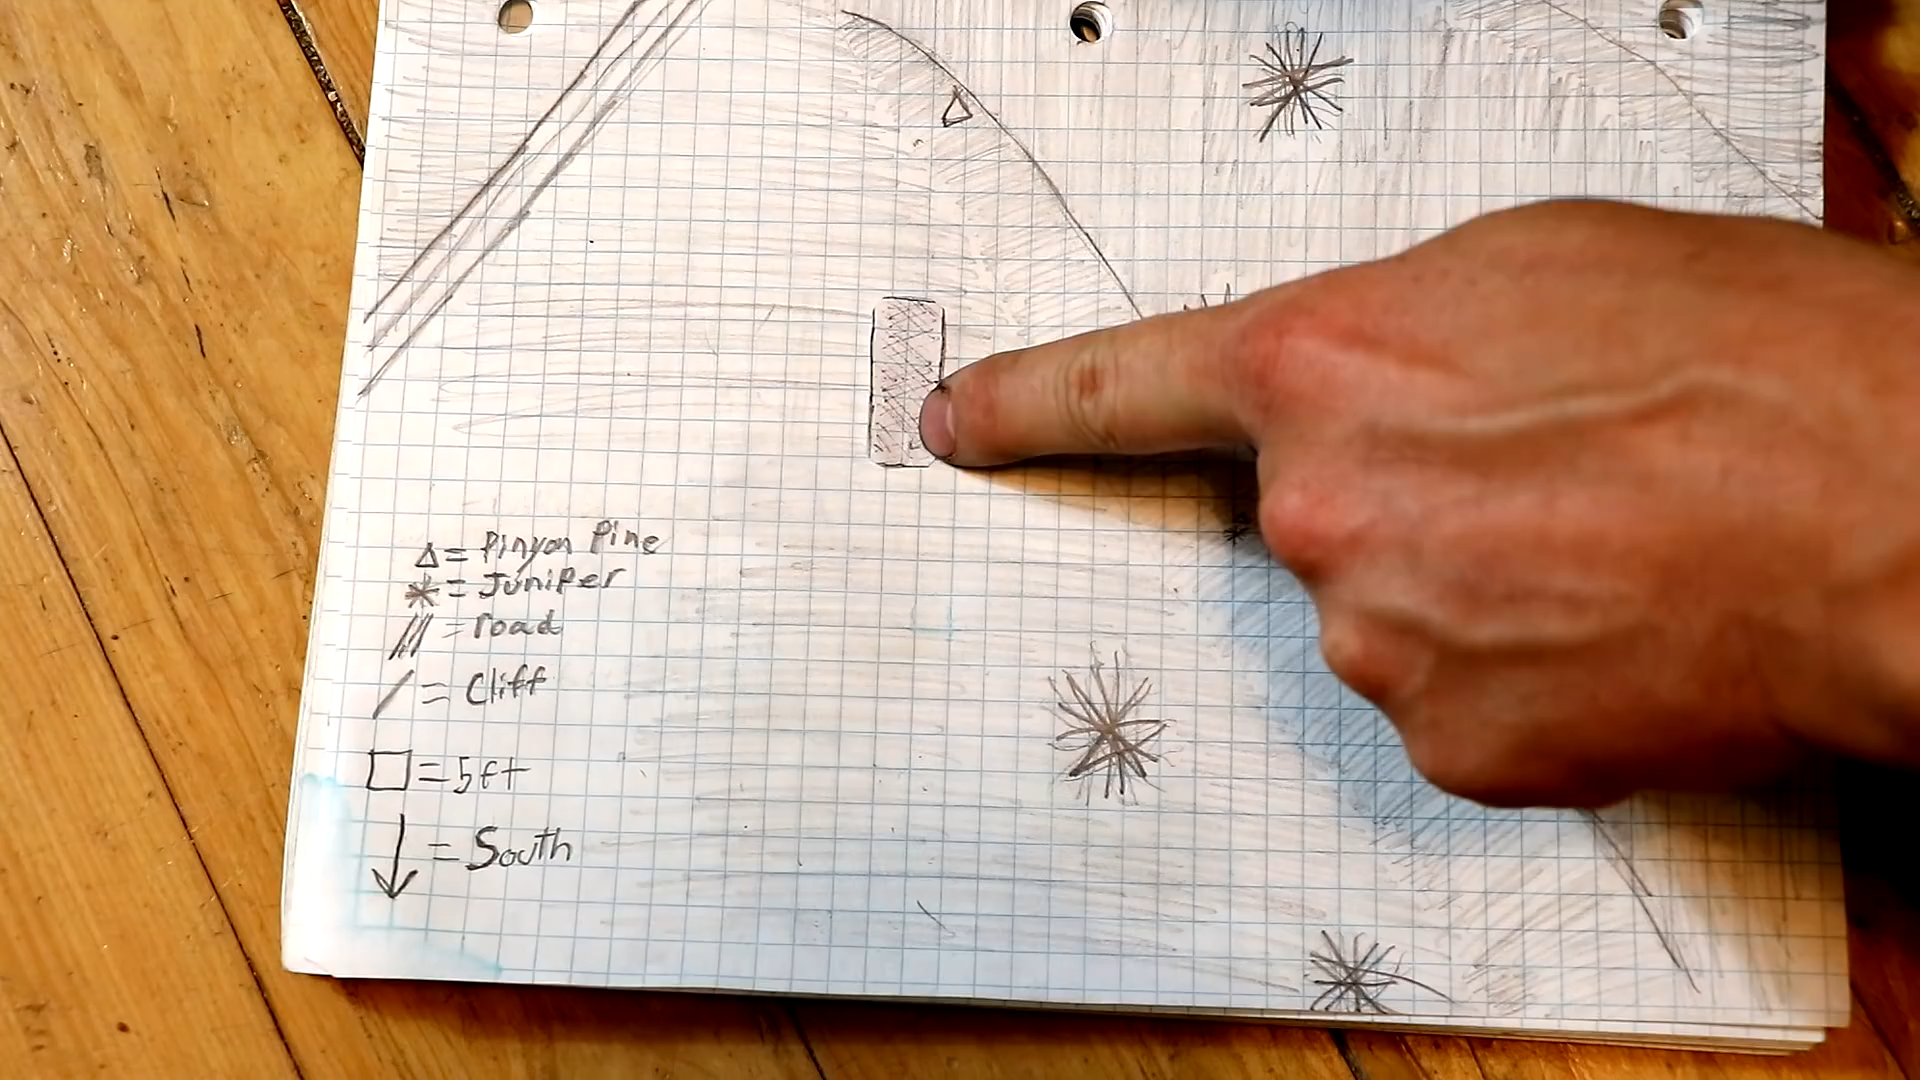 Δ = Pinyon Pine
* = Juniper
/// = road
/ = Cliff
□ = 5ft
↓ = South